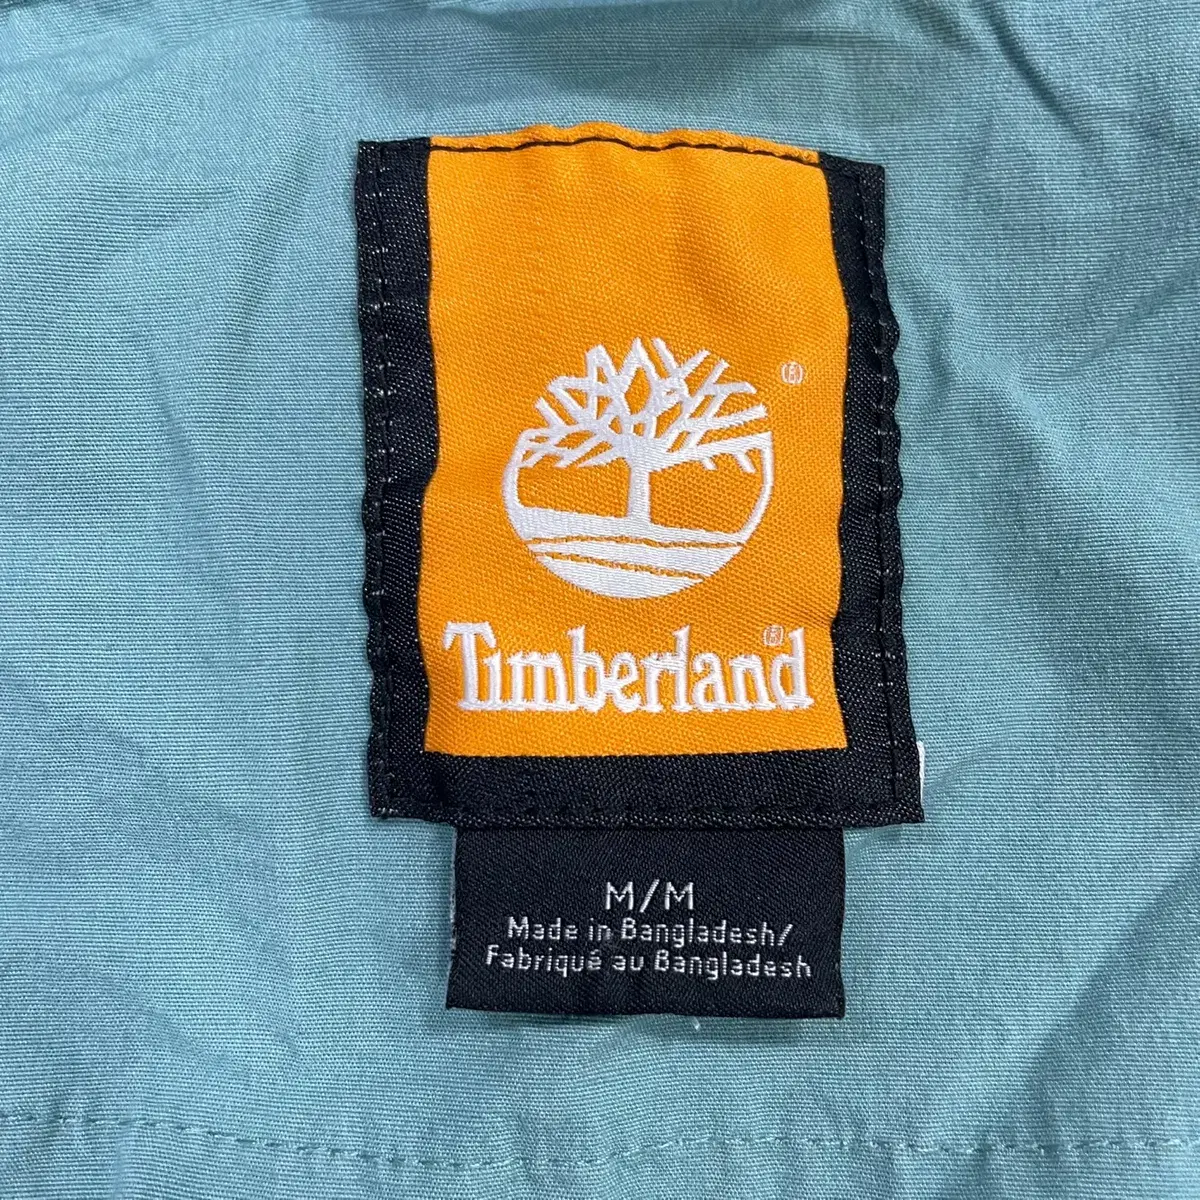 ®
Timberland®
M/M
Made in Bangladesh/
Fabriqué au Bangladesh